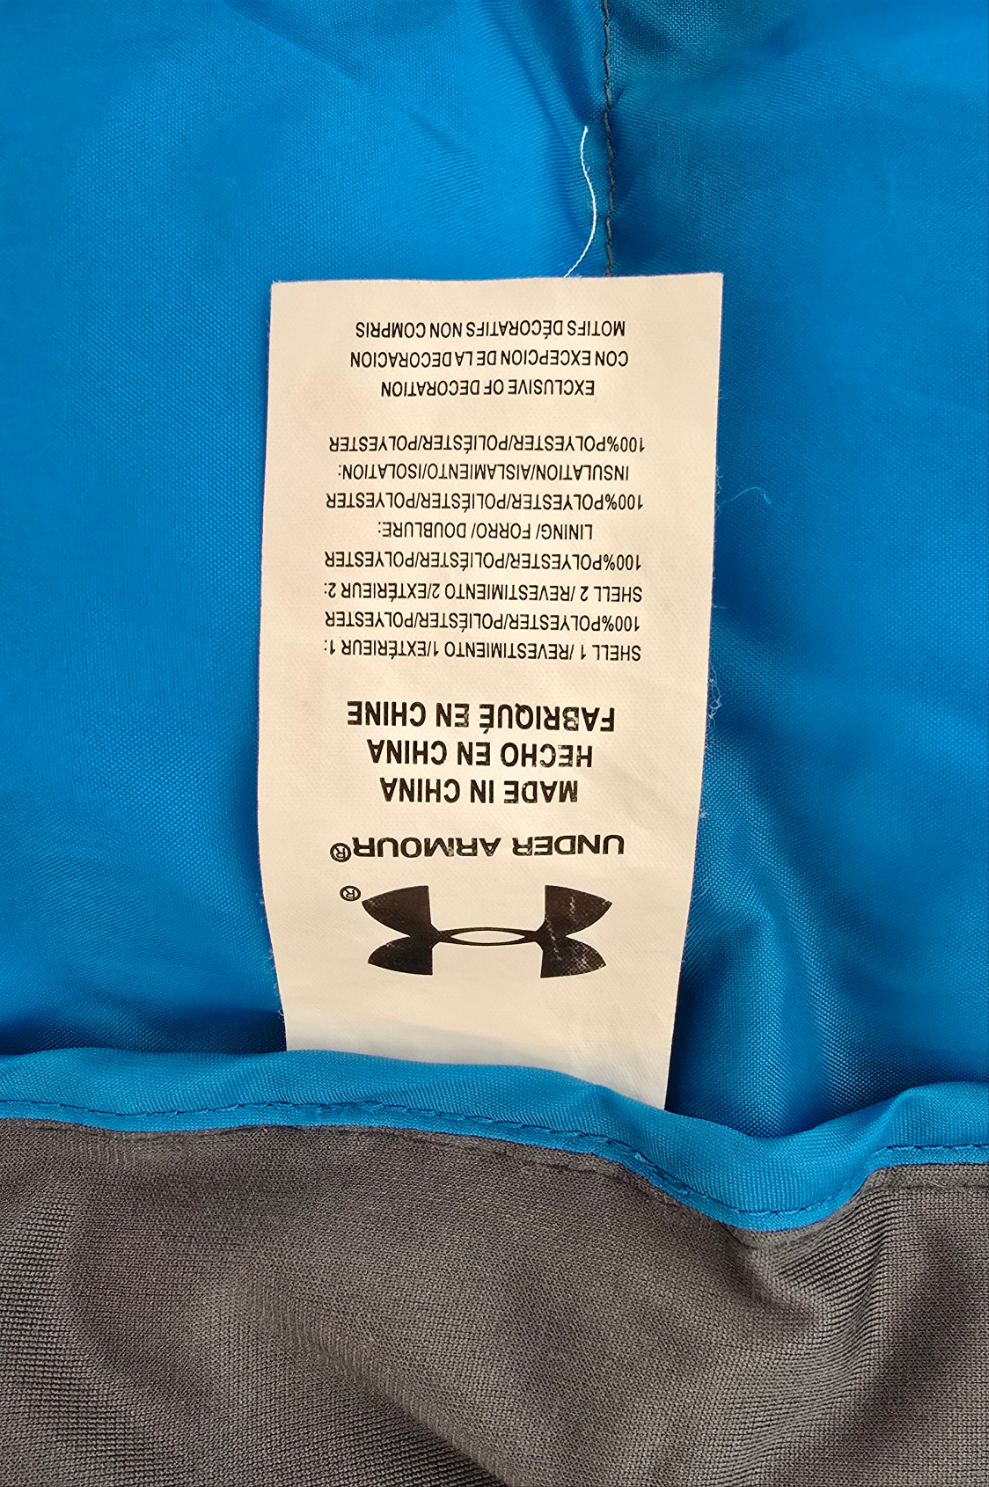 ®
UNDER ARMOUR®
MADE IN CHINA
HECHO EN CHINA
FABRIQUÉ EN CHINE
SHELL 1 /REVESTIMIENTO 1/EXTÉRIEUR 1:
100%POLYESTER/POLIÉSTER/POLYESTER
SHELL 2 /REVESTIMIENTO 2/EXTÉRIEUR 2:
100%POLYESTER/POLIÉSTER/POLYESTER
LINING/ FORRO/ DOUBLURE:
100%POLYESTER/POLIÉSTER/POLYESTER
INSULATION/AISLAMIENTO/ISOLATION:
100%POLYESTER/POLIÉSTER/POLYESTER
EXCLUSIVE OF DECORATION
CON EXCEPCION DE LA DECORACION
MOTIFS DÉCORATIFS NON COMPRIS